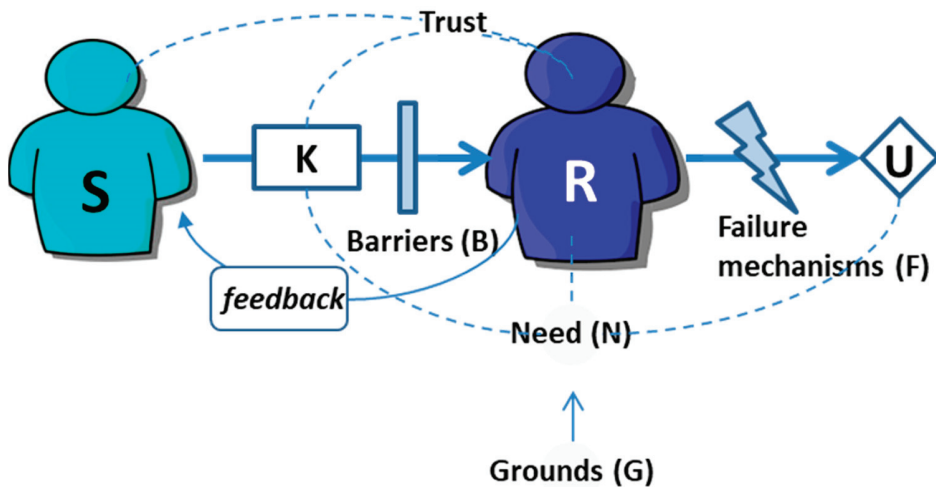 Trust
S
K
R
U
Barriers (B)
Failure
mechanisms (F)
feedback
Need (N)
Grounds (G)